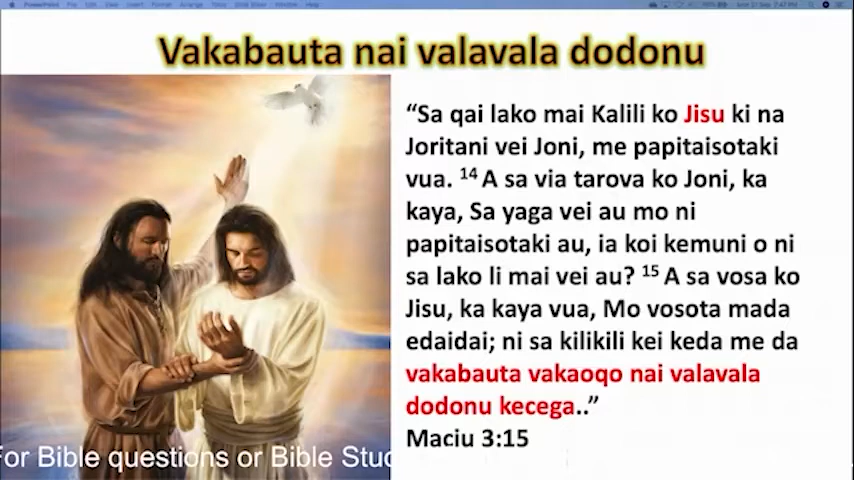 Vakabauta nai valavala dodonu
“Sa qai lako mai Kalili ko Jisu ki na
Joritani vei Joni, me papitaisotaki
vua. 14 A sa via tarova ko Joni, ka
kaya, Sa yaga vei au mo ni
papitaisotaki au, ia koi kemuni o ni
sa lako li mai vei au? 15 A sa vosa ko
Jisu, ka kaya vua, Mo vosota mada
edaidai; ni sa kilikili kei keda me da
vakabauta vakaoqo nai valavala
dodonu kecega..”
Maciu 3:15
For Bible questions or Bible Stud